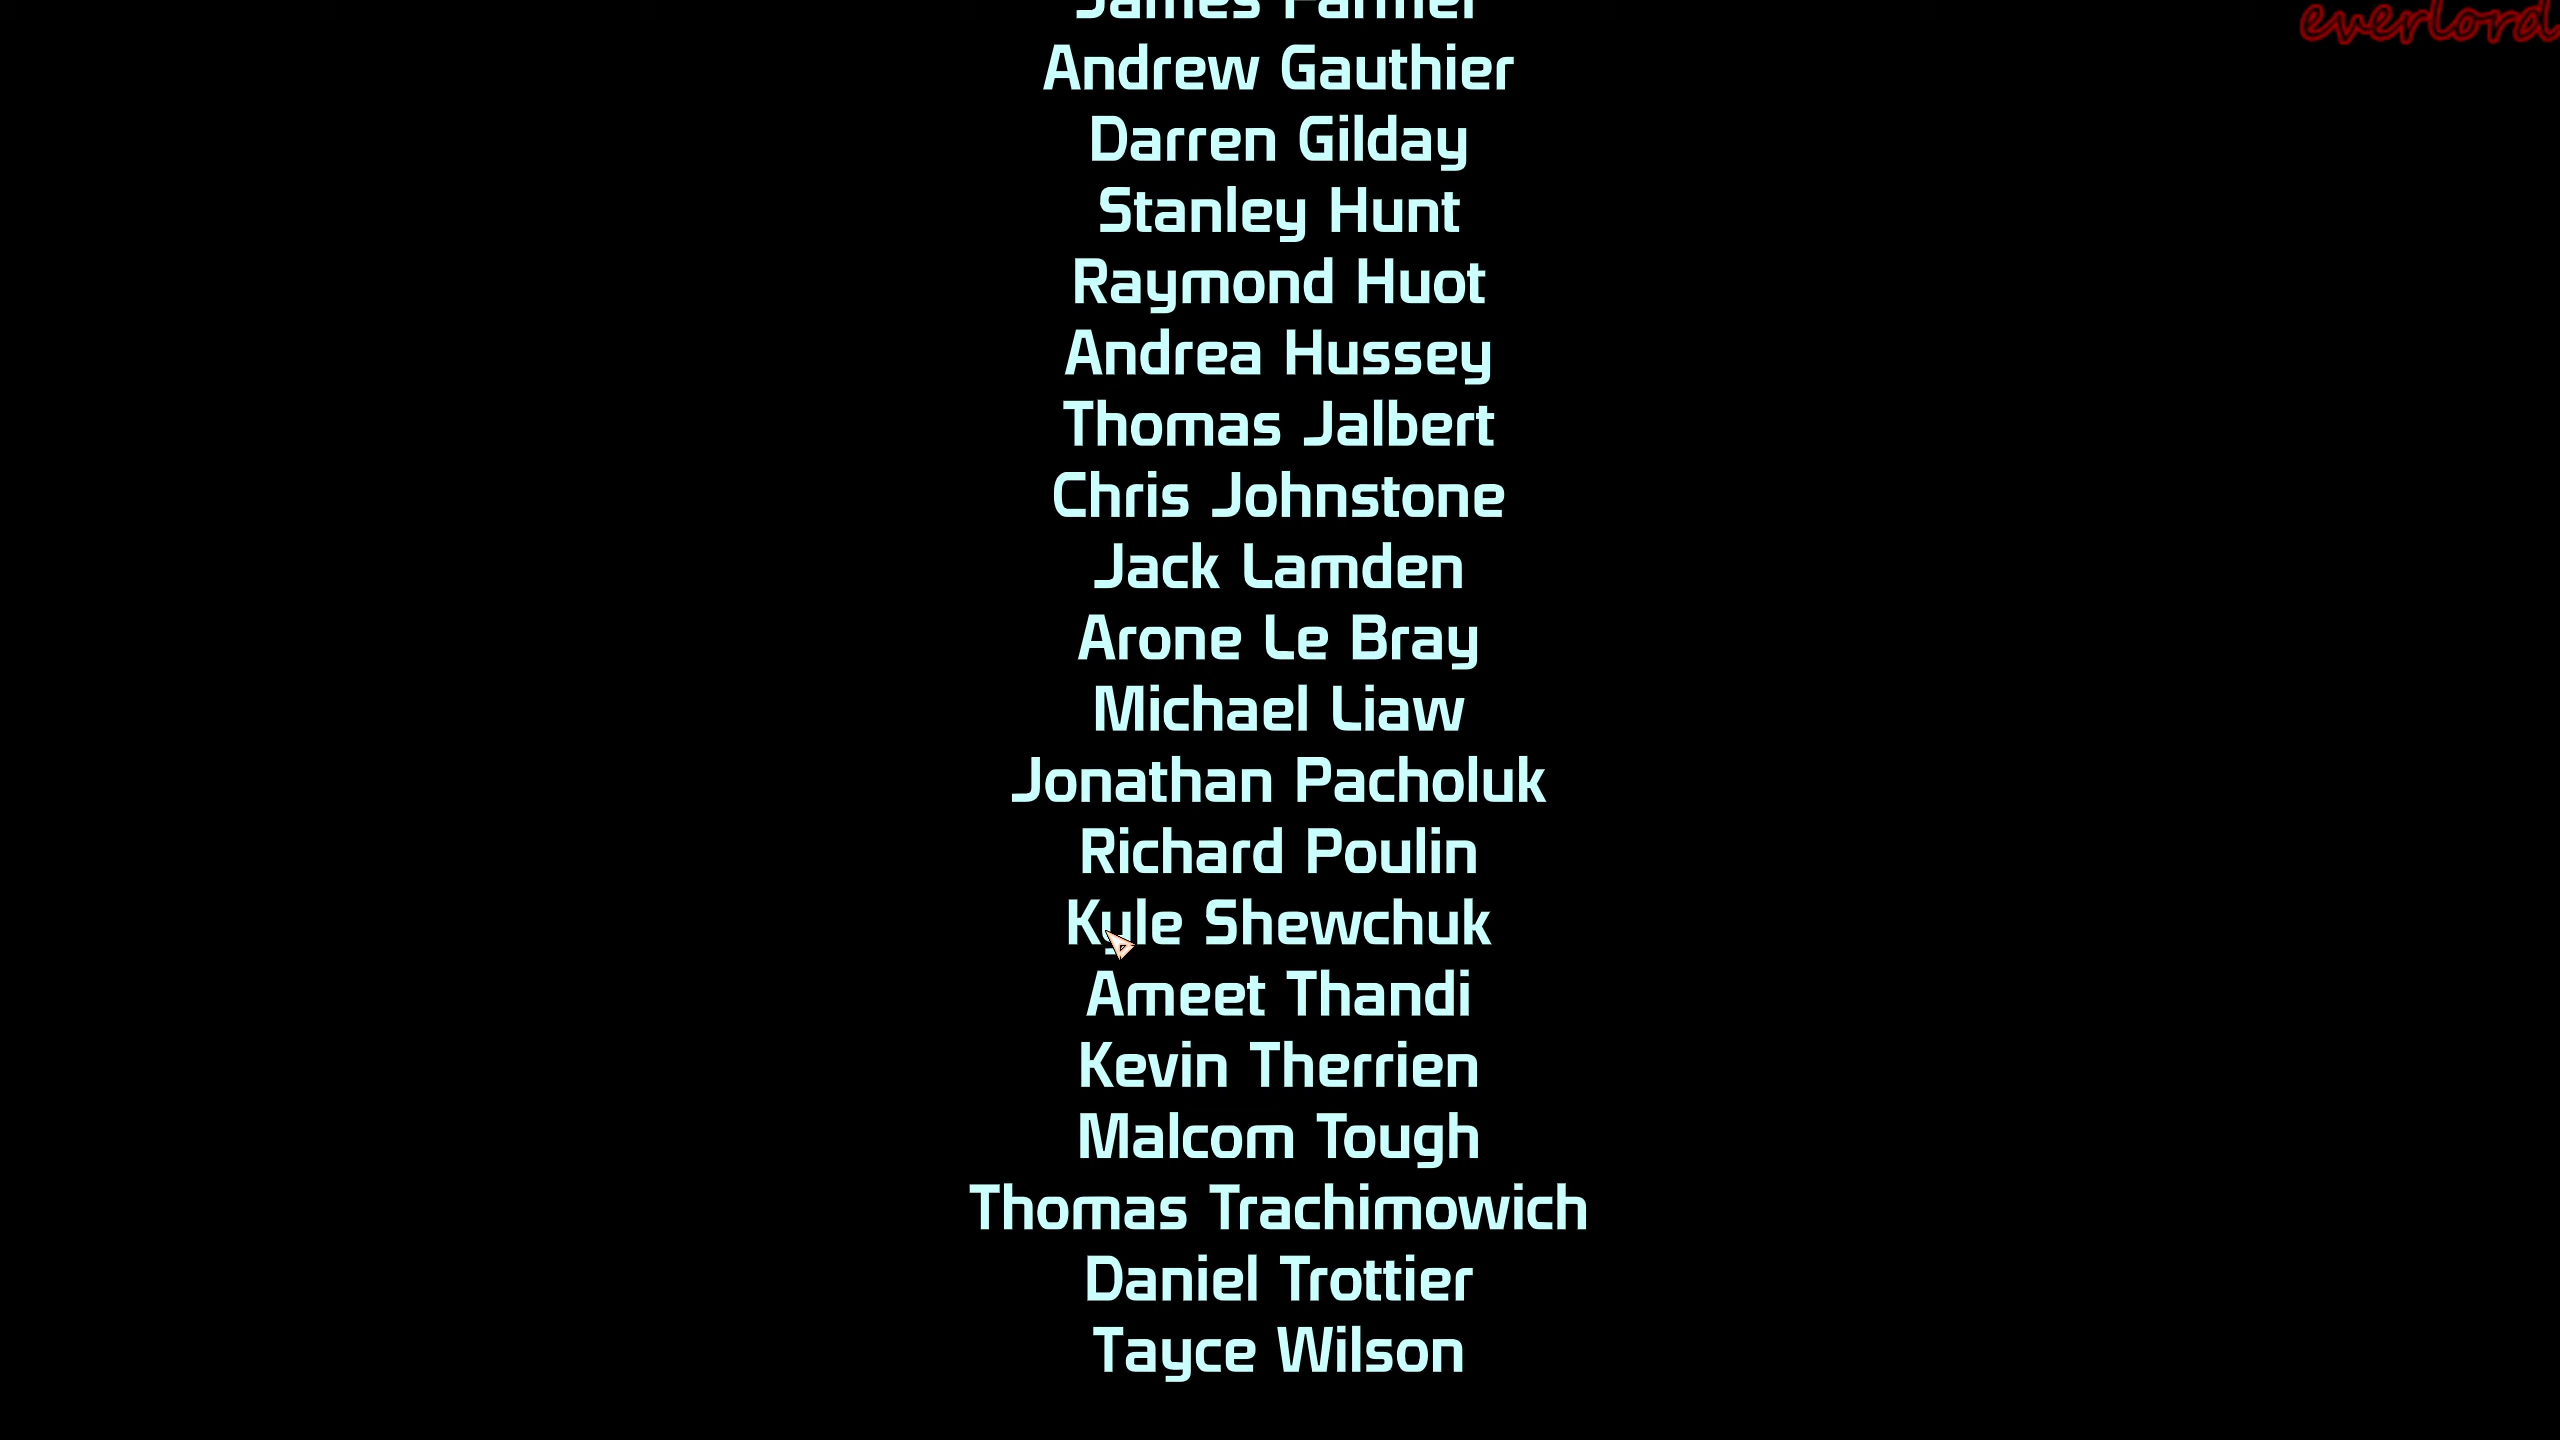 James Farmer
everlord
Andrew Gauthier
Darren Gilday
Stanley Hunt
Raymond Huot
Andrea Hussey
Thomas Jalbert
Chris Johnstone
Jack Lamden
Arone Le Bray
Michael Liaw
Jonathan Pacholuk
Richard Poulin
Kyle Shewchuk
Ameet Thandi
Kevin Therrien
Malcom Tough
Thomas Trachimowich
Daniel Trottier
Tayce Wilson